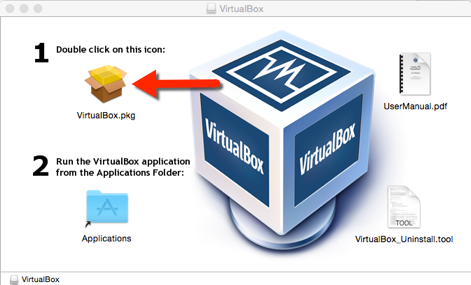 VirtualBox
1 Double click on this icon:
VirtualBox.pkg
UserManual.pdf
VirtualBox
VirtualBox
2 Run the VirtualBox application
from the Applications Folder:
Applications
TOOL
VirtualBox_Uninstall.tool
VirtualBox